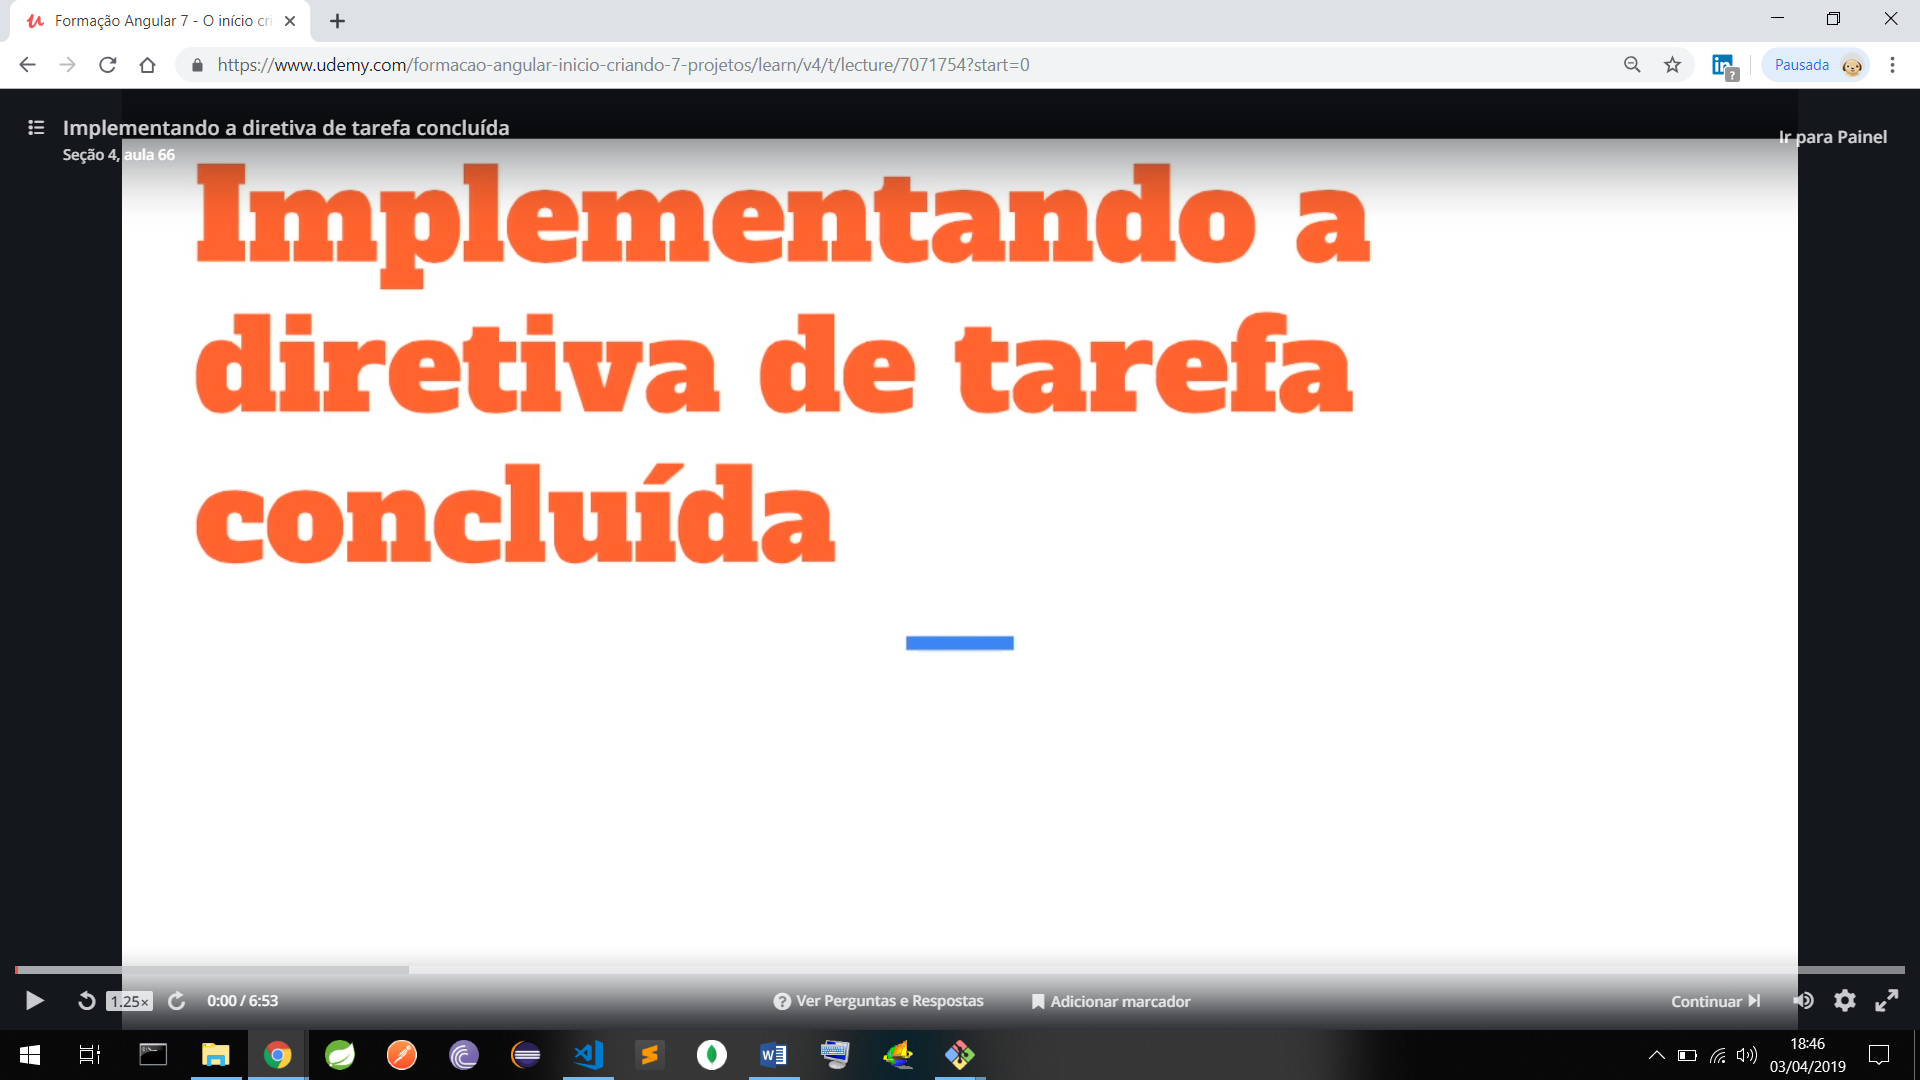 Formação Angular 7 - O início cri
https://www.udemy.com/formacao-angular-inicio-criando-7-projetos/learn/v4/t/lecture/7071754?start=0
Pausada
Implementando a diretiva de tarefa concluída
Seção 4, aula 66
Ir para Painel
Implementando a
diretiva de tarefa
concluída
1.25×
0:00 / 6:53
Ver Perguntas e Respostas
Adicionar marcador
Continuar
18:46
03/04/2019